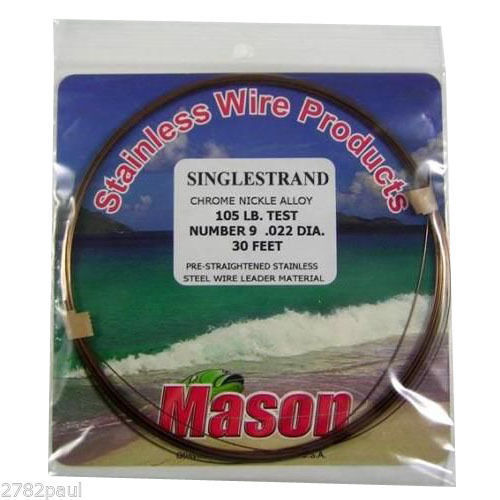 Stainless Wire Products
SINGLESTRAND
CHROME NICKLE ALLOY
105 LB. TEST
NUMBER 9 .022 DIA.
30 FEET
PRE-STRAIGHTENED STAINLESS
STEEL WIRE LEADER MATERIAL
Mason
2782paul